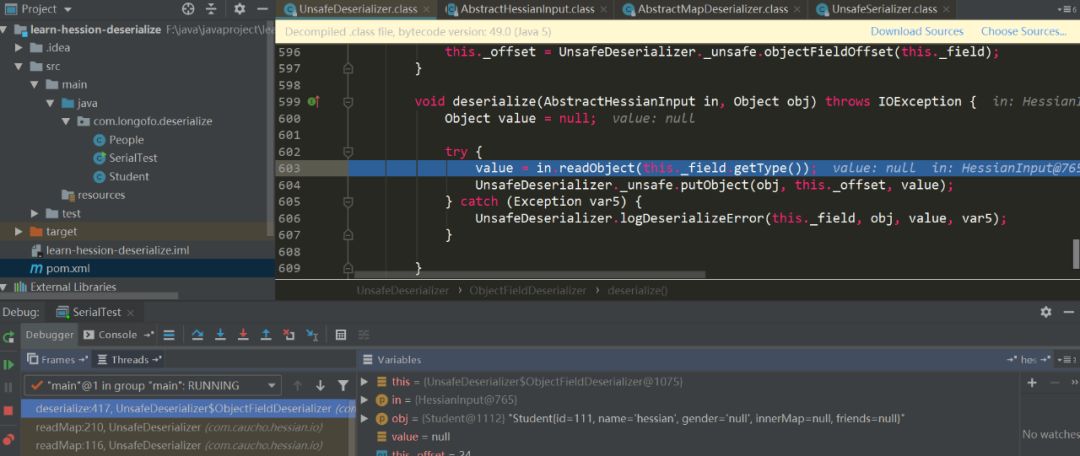 Project
UnsafeDeserializer.class
AbstractHessianInput.class
AbstractMapDeserializer.class
UnsafeSerializer.class
learn-hession-deserialize F:\java\javaproject\lea
.idea
src
main
java
com.longofo.deserialize
People
SerialTest
Student
resources
test
target
learn-hession-deserialize.iml
pom.xml
External Libraries
Decompiled .class file, bytecode version: 49.0 (Java 5)
Download Sources
Choose Sources...
596 this._offset = UnsafeDeserializer._unsafe.objectFieldOffset(this._field);
597 }
598
599 void deserialize(AbstractHessianInput in, Object obj) throws IOException { in: HessianI
600 Object value = null; value: null
601
602 try {
603 value = in.readObject(this._field.getType()); value: null in: HessianInput@765
604 UnsafeDeserializer._unsafe.putObject(obj, this._offset, value);
605 } catch (Exception var5) {
606 UnsafeDeserializer.logDeserializeError(this._field, obj, value, var5);
607 }
608
609 }
UnsafeDeserializer › ObjectFieldDeserializer › deserialize()
Debug: SerialTest
Debugger Console
Frames Threads
"main"@1 in group "main": RUNNING
deserialize:417, UnsafeDeserializer$ObjectFieldDeserializer (com
readMap:210, UnsafeDeserializer (com.caucho.hessian.io)
readMap:116, UnsafeDeserializer (com.caucho.hessian.io)
Variables
this = {UnsafeDeserializer$ObjectFieldDeserializer@1075}
in = {HessianInput@765}
obj = {Student@1112} "Student{id=111, name='hessian', gender='null', innerMap=null, friends=null}"
value = null
this._offset = 24
hes
No watches